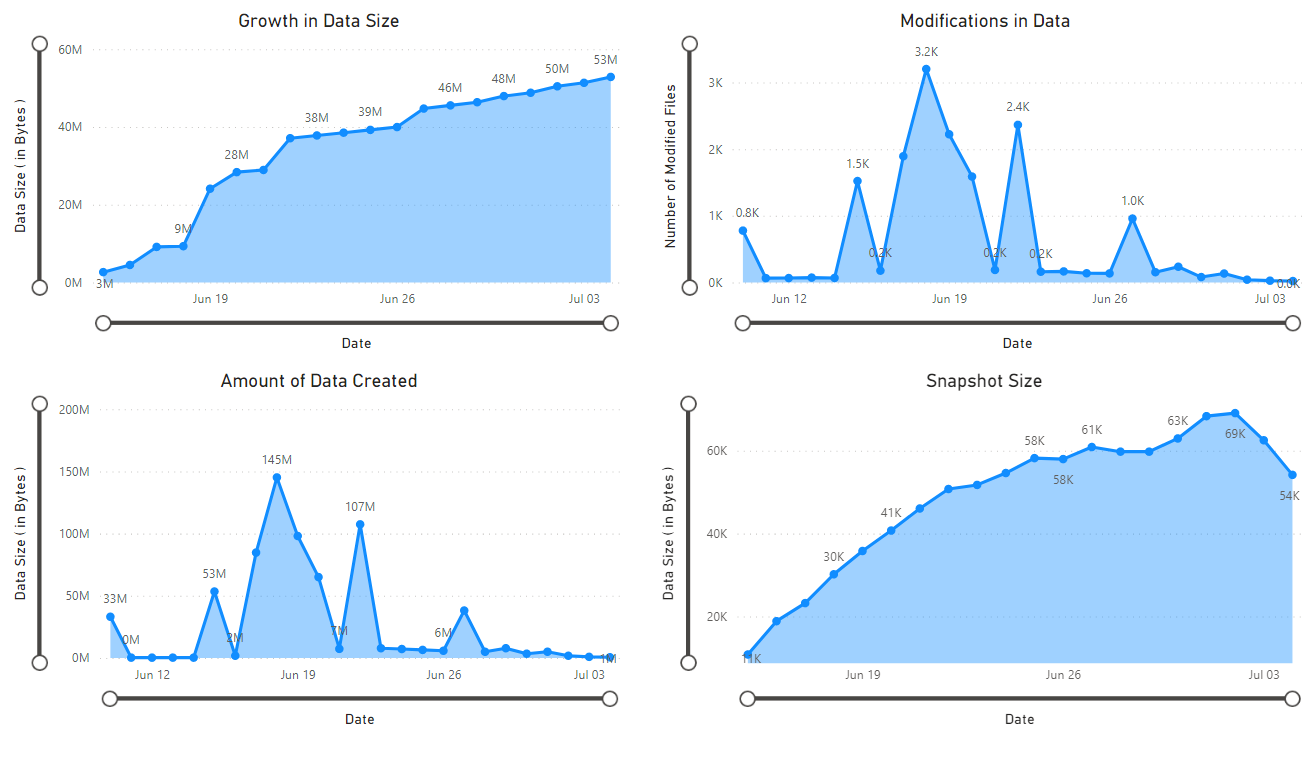 Growth in Data Size
Data Size ( in Bytes )
60M
40M
20M
0M
3M
9M
28M
38M
39M
46M
48M
50M
53M
Jun 19
Jun 26
Jul 03
Date
Modifications in Data
Number of Modified Files
3K
2K
1K
0K
0.8K
1.5K
0.2K
3.2K
0.2K
2.4K
0.2K
1.0K
0.0K
Jun 12
Jun 19
Jun 26
Jul 03
Date
Amount of Data Created
Data Size ( in Bytes )
200M
150M
100M
50M
0M
33M
0M
53M
2M
145M
7M
107M
6M
1M
Jun 12
Jun 19
Jun 26
Jul 03
Date
Snapshot Size
Data Size ( in Bytes )
60K
40K
20K
11K
30K
41K
58K
58K
61K
63K
69K
54K
Jun 19
Jun 26
Jul 03
Date